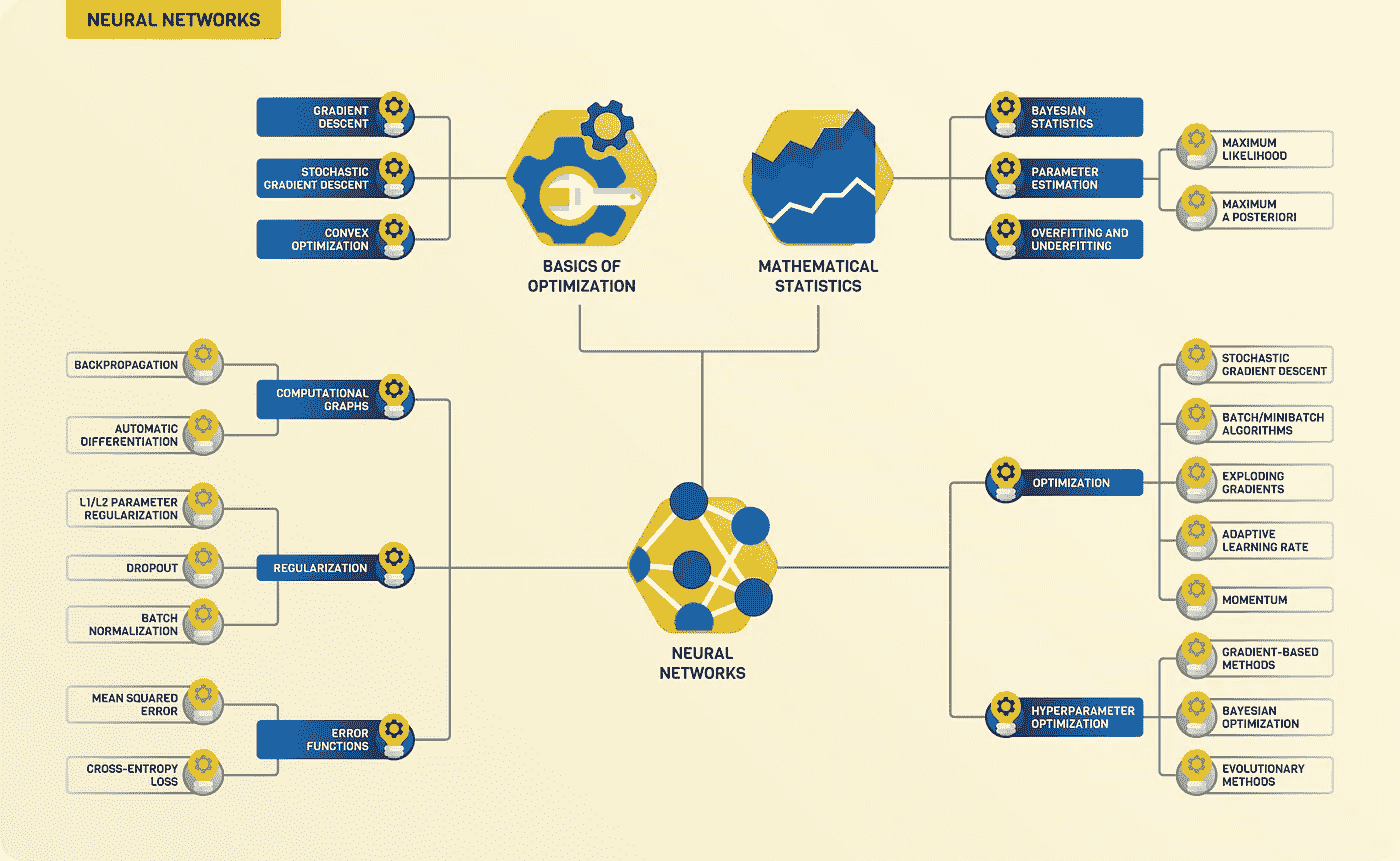 NEURAL NETWORKS
GRADIENT
DESCENT
STOCHASTIC
GRADIENT DESCENT
CONVEX
OPTIMIZATION
BASICS OF
OPTIMIZATION
MATHEMATICAL
STATISTICS
BAYESIAN
STATISTICS
PARAMETER
ESTIMATION
OVERFITTING AND
UNDERFITTING
MAXIMUM
LIKELIHOOD
MAXIMUM
A POSTERIORI
BACKPROPAGATION
AUTOMATIC
DIFFERENTIATION
COMPUTATIONAL
GRAPHS
L1/L2 PARAMETER
REGULARIZATION
DROPOUT
BATCH
NORMALIZATION
REGULARIZATION
MEAN SQUARED
ERROR
CROSS-ENTROPY
LOSS
ERROR
FUNCTIONS
NEURAL
NETWORKS
OPTIMIZATION
STOCHASTIC
GRADIENT DESCENT
BATCH/MINIBATCH
ALGORITHMS
EXPLODING
GRADIENTS
ADAPTIVE
LEARNING RATE
MOMENTUM
HYPERPARAMETER
OPTIMIZATION
GRADIENT-BASED
METHODS
BAYESIAN
OPTIMIZATION
EVOLUTIONARY
METHODS